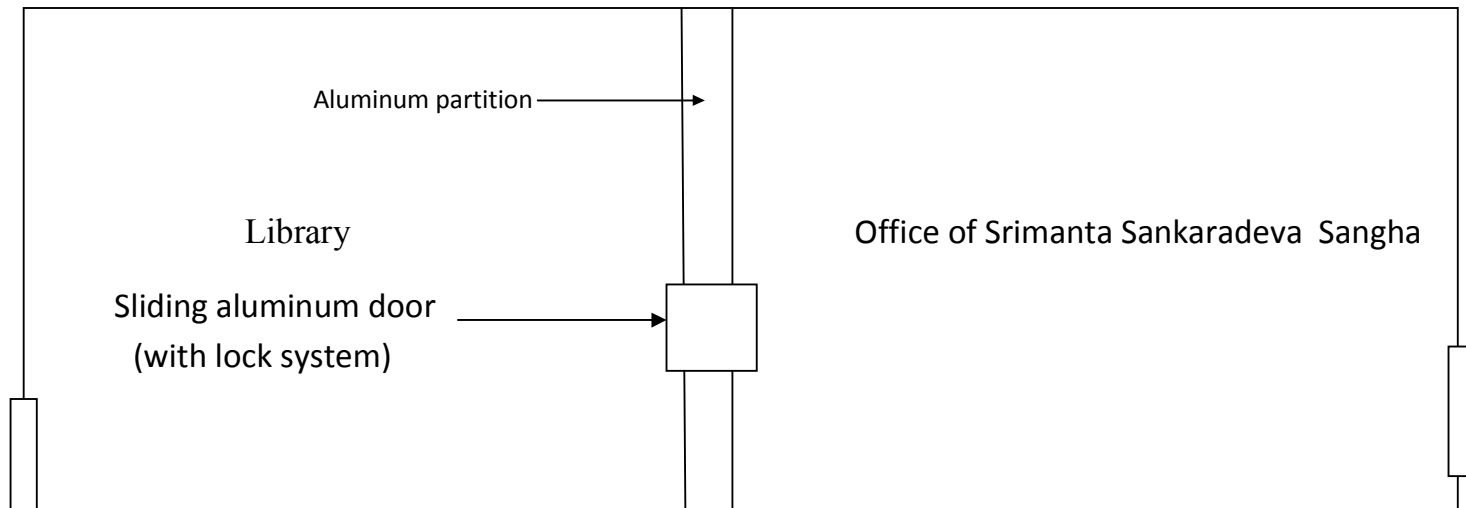 Aluminum partition
Library
Office of Srimanta Sankaradeva  Sangha
Sliding aluminum door
(with lock system)